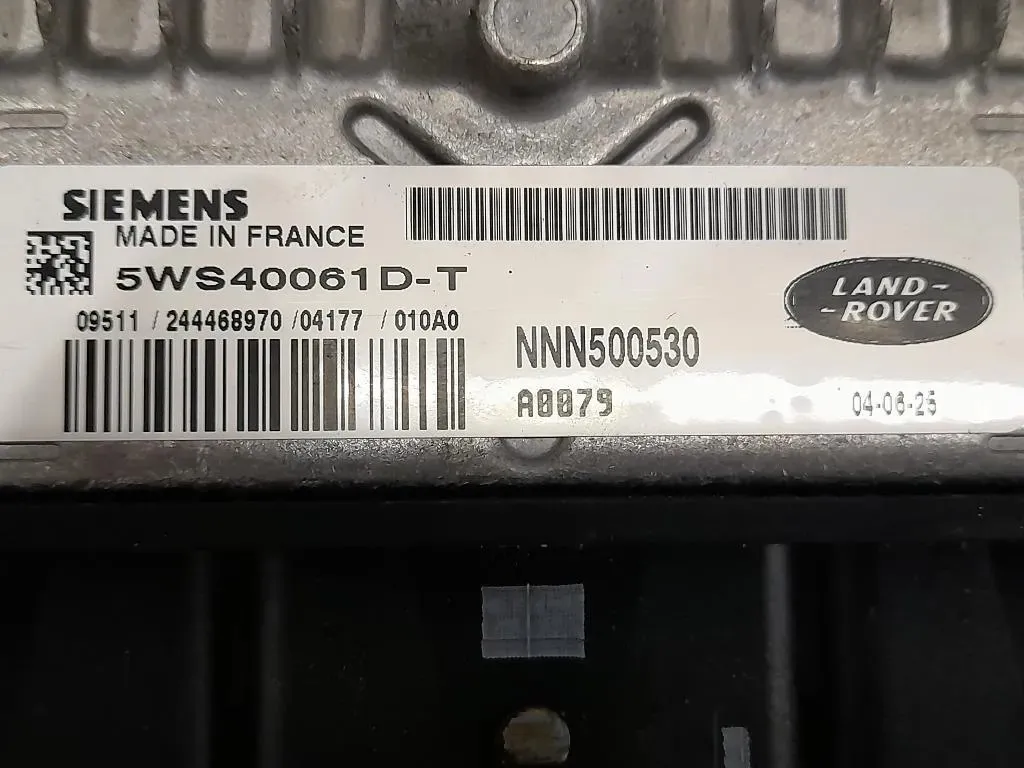 SIEMENS
MADE IN FRANCE
5WS40061D-T
09511 / 244468970 /04177 /010A0
NNN500530
A0079
LAND-
-ROVER
04-06-25